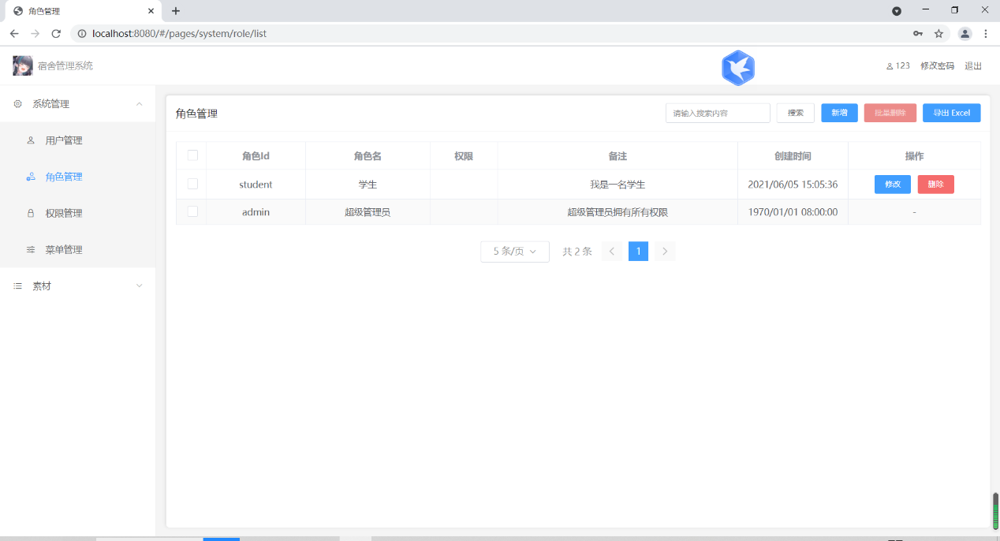 角色管理
localhost:8080/#/pages/system/role/list
宿舍管理系统
123 修改密码 退出
系统管理
用户管理
角色管理
权限管理
菜单管理
素材
角色管理 请输入搜索内容 搜索 新增 批量删除 导出 Excel
角色Id 角色名 权限 备注 创建时间 操作
student 学生 我是一名学生 2021/06/05 15:05:36 修改 删除
admin 超级管理员 超级管理员拥有所有权限 1970/01/01 08:00:00 -
5 条/页 共 2 条 1